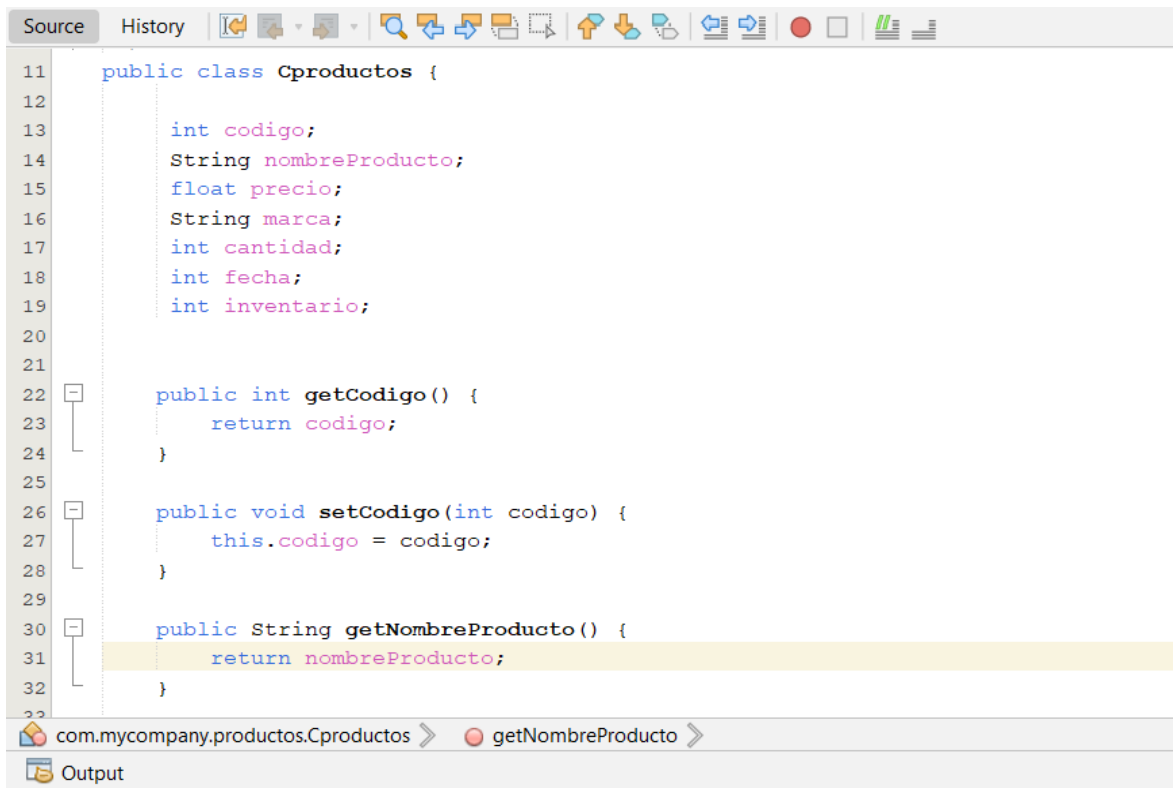 Source History
11 public class Cproductos {
12
13 int codigo;
14 String nombreProducto;
15 float precio;
16 String marca;
17 int cantidad;
18 int fecha;
19 int inventario;
20
21
22 public int getCodigo() {
23 return codigo;
24 }
25
26 public void setCodigo(int codigo) {
27 this.codigo = codigo;
28 }
29
30 public String getNombreProducto() {
31 return nombreProducto;
32 }
33
com.mycompany.productos.Cproductos getNombreProducto
Output